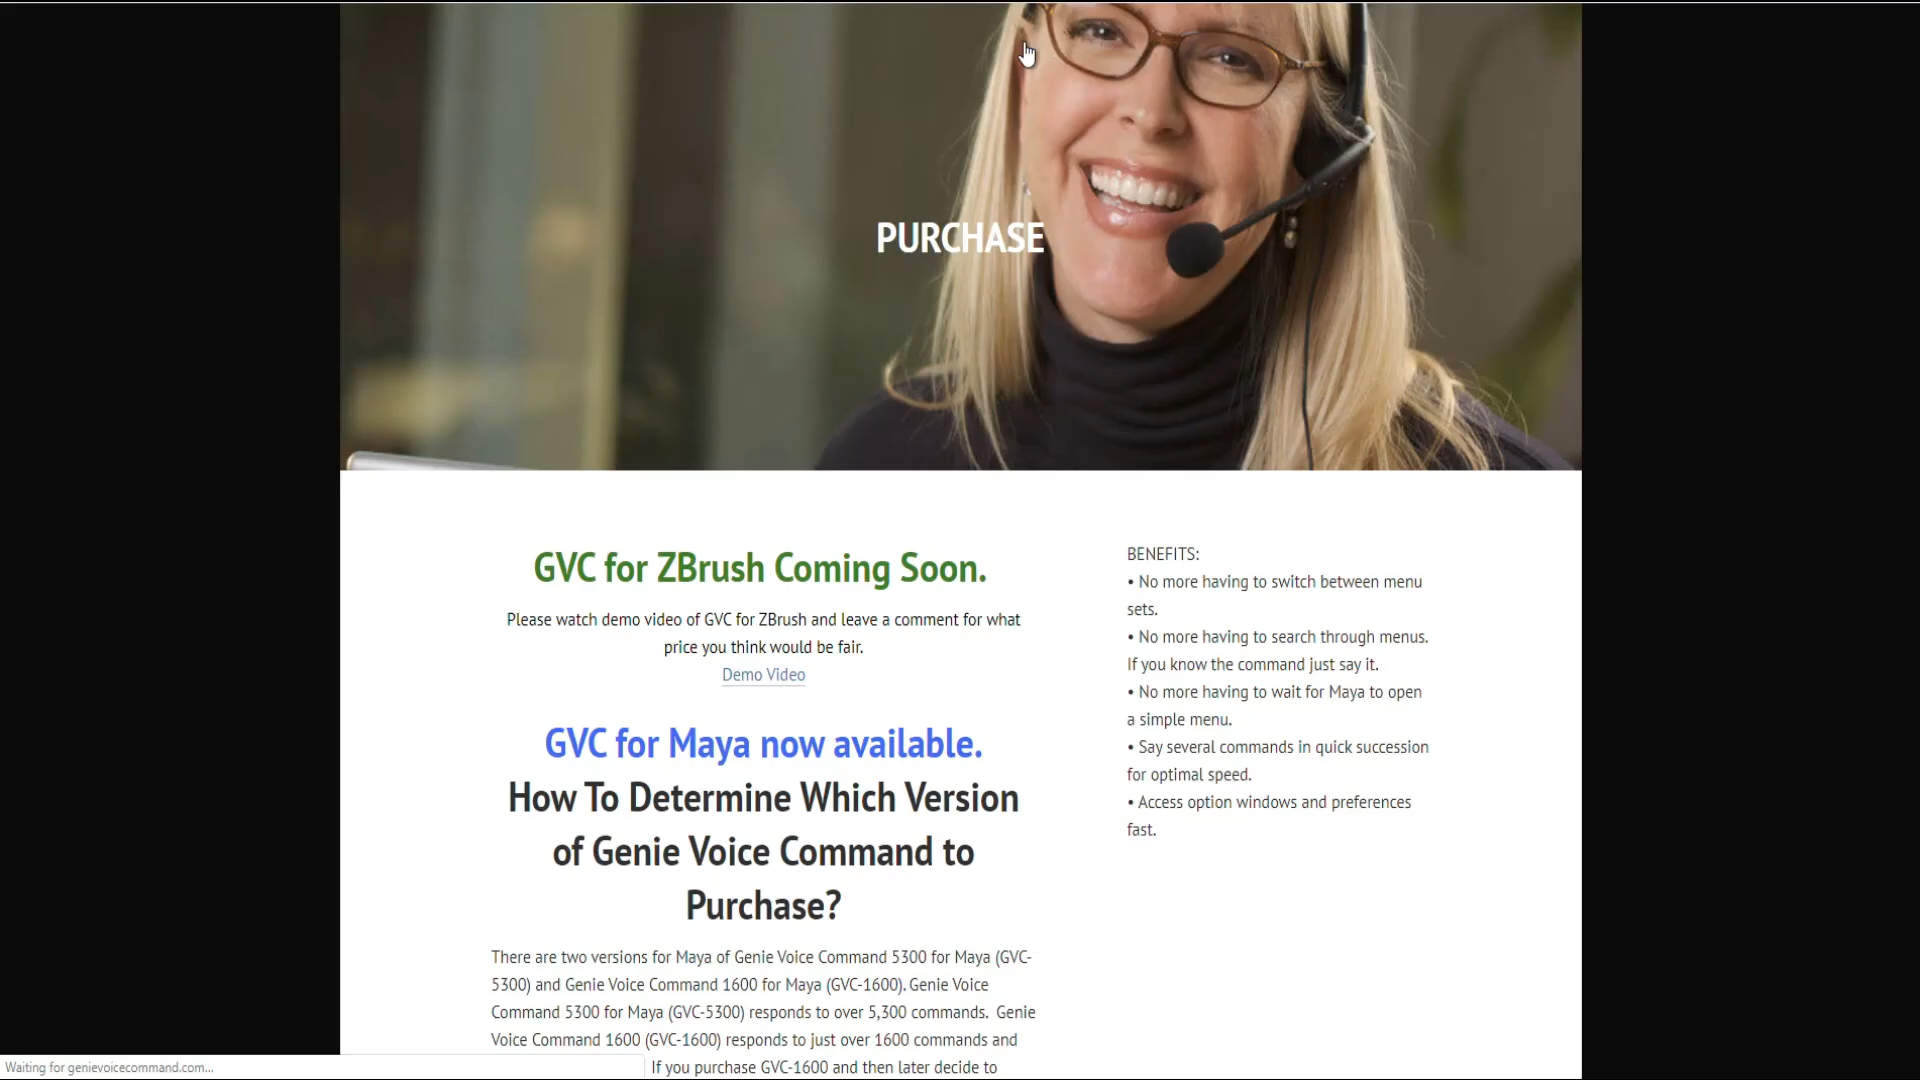 PURCHASE
GVC for ZBrush Coming Soon.
Please watch demo video of GVC for ZBrush and leave a comment for what
price you think would be fair.
Demo Video
GVC for Maya now available.
How To Determine Which Version
of Genie Voice Command to
Purchase?
There are two versions for Maya of Genie Voice Command 5300 for Maya (GVC-
5300) and Genie Voice Command 1600 for Maya (GVC-1600). Genie Voice
Command 5300 for Maya (GVC-5300) responds to over 5,300 commands.  Genie
Voice Command 1600 (GVC-1600) responds to just over 1600 commands and
If you purchase GVC-1600 and then later decide to
BENEFITS:
• No more having to switch between menu
sets.
• No more having to search through menus.
If you know the command just say it.
• No more having to wait for Maya to open
a simple menu.
• Say several commands in quick succession
for optimal speed.
• Access option windows and preferences
fast.
Waiting for genievoicecommand.com...